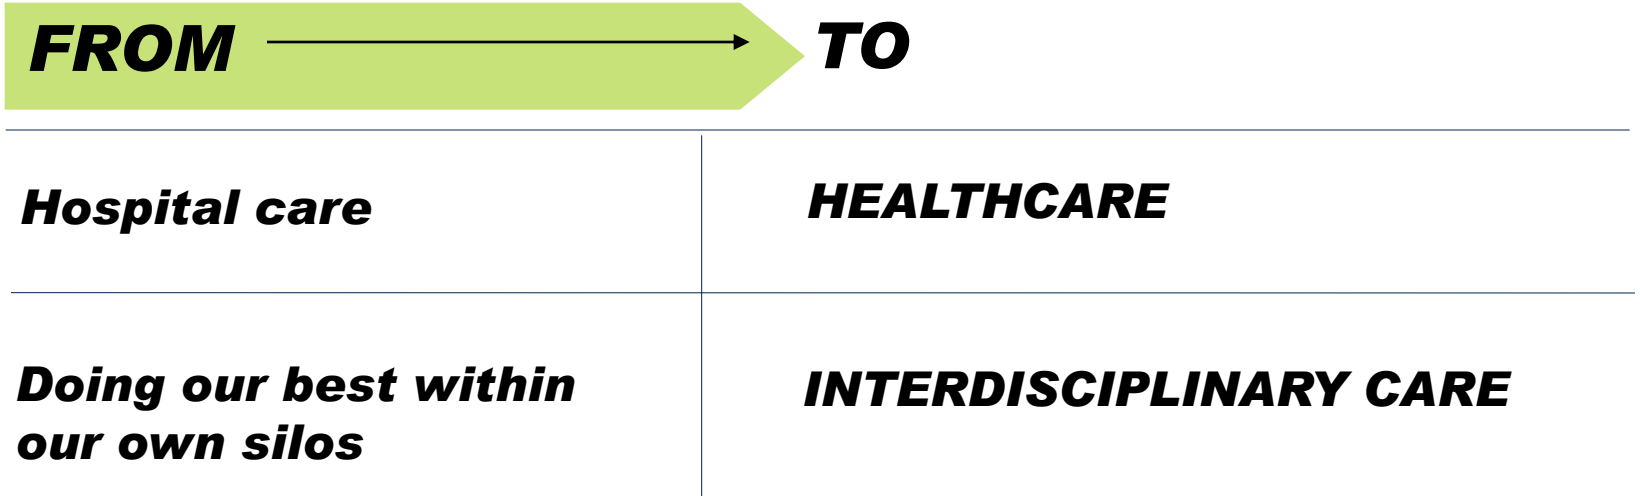 FROM
TO
Hospital care
HEALTHCARE
Doing our best within
our own silos
INTERDISCIPLINARY CARE